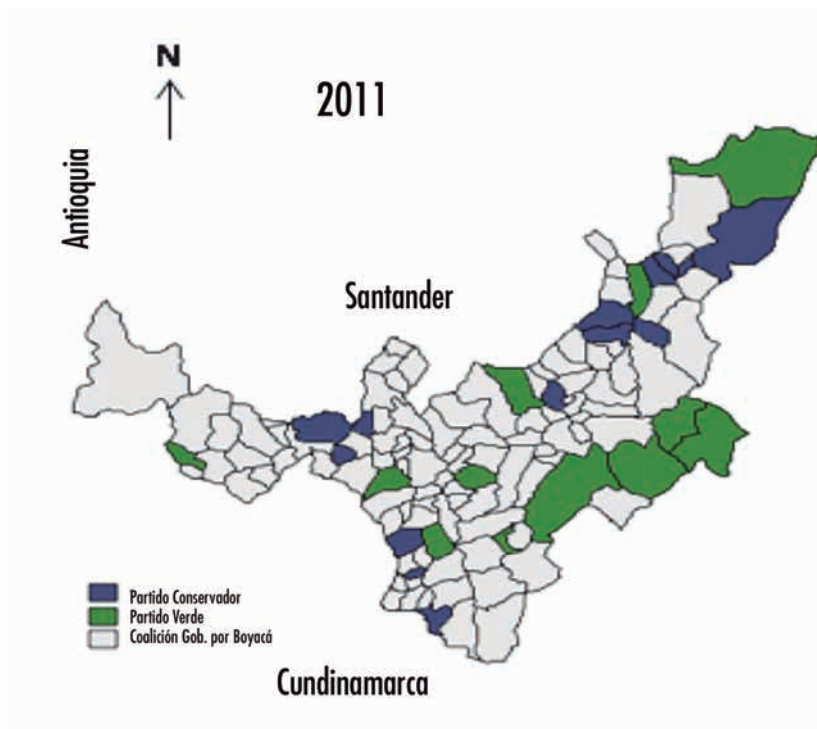 N
2011
Antioquia
Santander
Partido Conservador
Partido Verde
Coalición Gob. por Boyacá
Cundinamarca